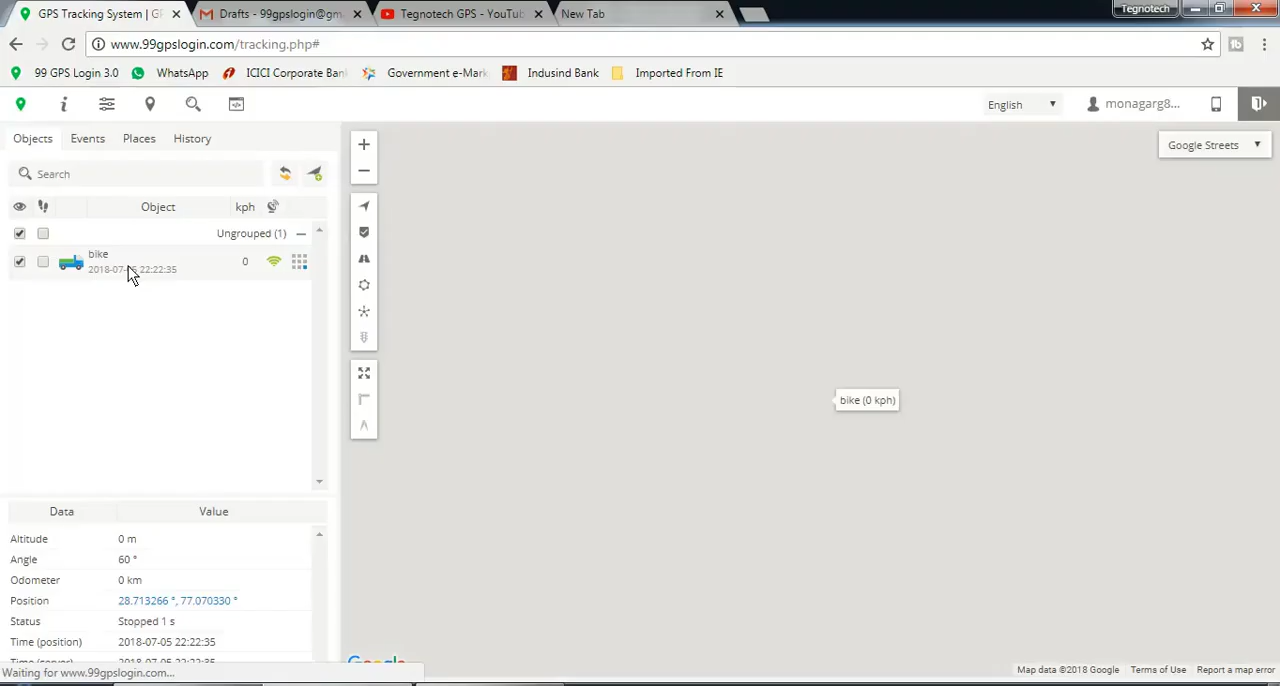 GPS Tracking System | GP
Drafts - 99gpslogin@gm
Tegnotech GPS - YouTub
New Tab
Tegnotech
www.99gpslogin.com/tracking.php#
99 GPS Login 3.0
WhatsApp
ICICI Corporate Bank
Government e-Mark
Indusind Bank
Imported From IE
English
monagarg8...
Objects
Events
Places
History
Search
Google Streets
Object
kph
Ungrouped (1)
bike
0
2018-07- 22:22:35
bike (0 kph)
Data
Value
Altitude
0 m
Angle
60 °
Odometer
0 km
Position
28.713266 °, 77.070330 °
Status
Stopped 1 s
Time (position)
2018-07-05 22:22:35
Waiting for www.99gpslogin.com...
Google
Map data ©2018 Google
Terms of Use
Report a map error